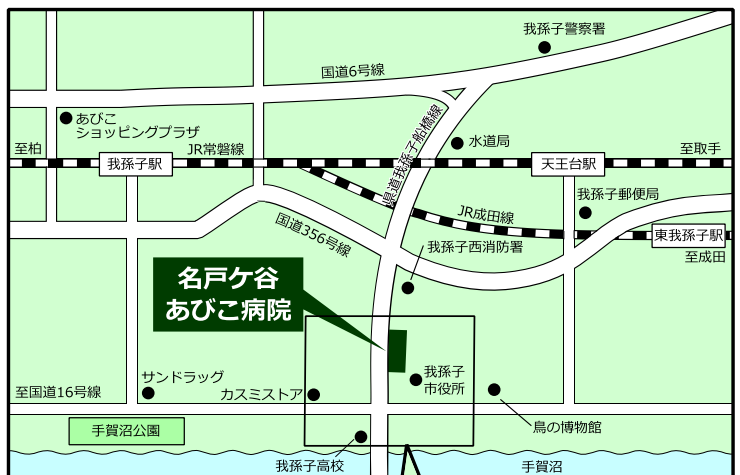 我孫子警察署
国道6号線
あびこ
ショッピングプラザ
県道我孫子船橋線
水道局
至柏
我孫子駅
JR常磐線
天王台駅
至取手
我孫子郵便局
JR成田線
国道356号線
東我孫子駅
我孫子西消防署
至成田
名戸ケ谷
あびこ病院
サンドラッグ
我孫子
市役所
至国道16号線
カスミストア
手賀沼公園
鳥の博物館
我孫子高校
手賀沼